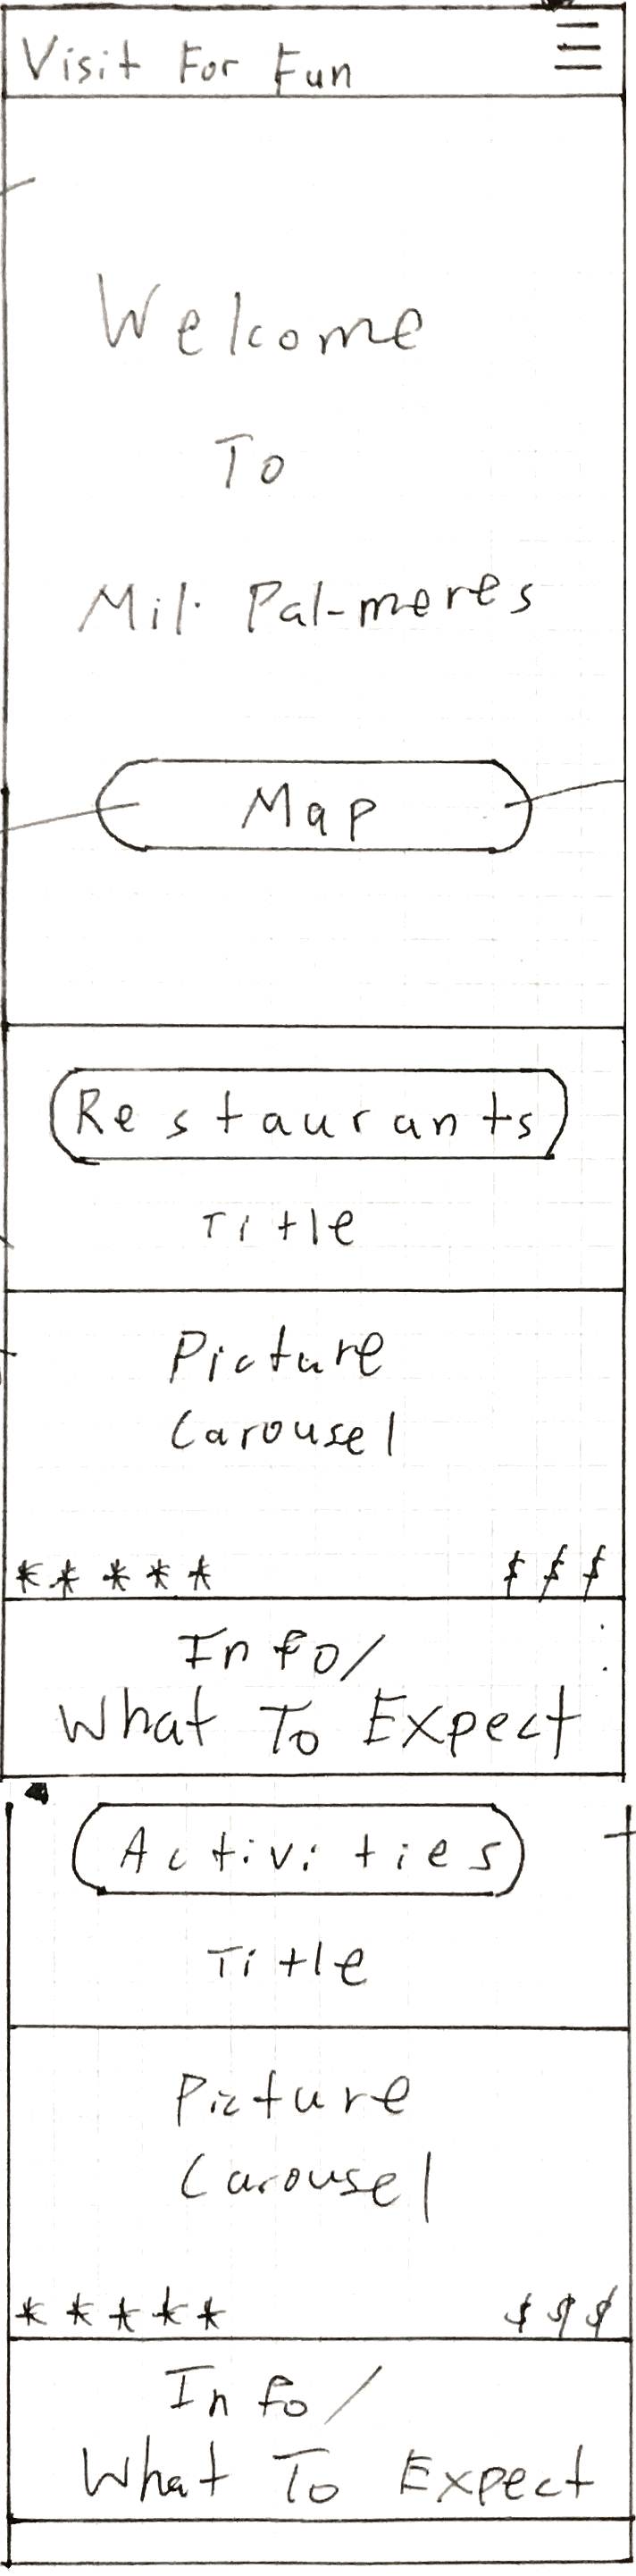 Visit For Fun
Welcome
To
Mil. Pal-meres
Map
Restaurants
Title
Picture
Carousel
* * * * *
$ $ $
Info/
What To Expect
Activities
Title
Picture
Carousel
* * * * *
$ $ $
Info/
What To Expect